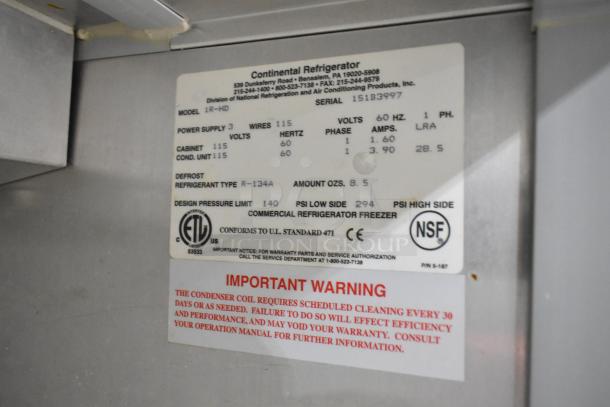 Continental Refrigerator
539 Dunksferry Road • Bensalem, PA 19020-5908
215-244-1400 • 800-523-7138 • FAX: 215-244-9579
Division of National Refrigeration and Air Conditioning Products, Inc.
MODEL 1R-HD SERIAL 15183997
POWER SUPPLY 3 WIRES 115 VOLTS 60 HZ. 1 PH.
VOLTS HERTZ PHASE AMPS. LRA
CABINET 115 60 1 1.60
COND. UNIT 115 60 1 3.90 28.5
DEFROST
REFRIGERANT TYPE R-134A AMOUNT OZS. 8.5
DESIGN PRESSURE LIMIT 140 PSI LOW SIDE 294 PSI HIGH SIDE
COMMERCIAL REFRIGERATOR FREEZER
CONFORMS TO U.L. STANDARD 471 CE
C ETL US
NSF
IMPORTANT NOTICE: FOR WARRANTY PARTS AND SERVICE AUTHORIZATION
CALL THE SERVICE DEPARTMENT AT 1-800-523-7138
P/N 5-187
AUCTION GROUP
IMPORTANT WARNING
THE CONDENSER COIL REQUIRES SCHEDULED CLEANING EVERY 30
DAYS OR AS NEEDED. FAILURE TO DO SO WILL EFFECT EFFICIENCY
AND PERFORMANCE, AND MAY VOID YOUR WARRANTY. CONSULT
YOUR OPERATION MANUAL FOR FURTHER INFORMATION.